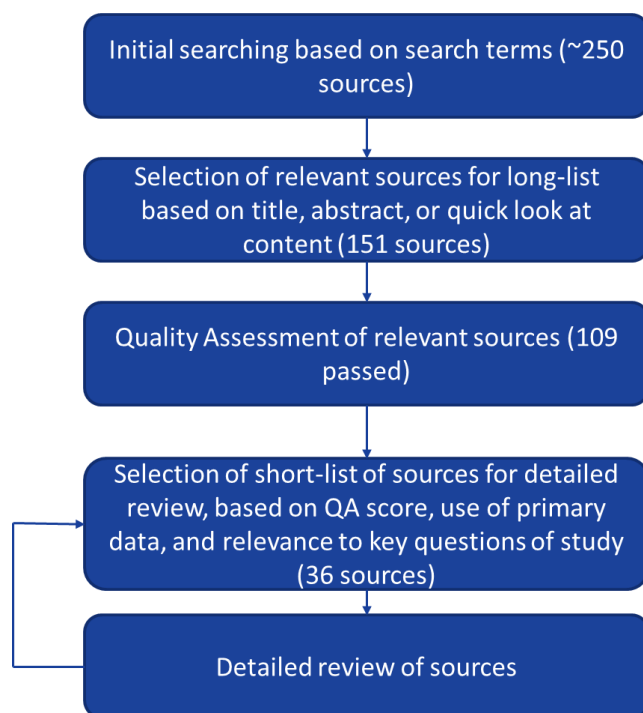 Initial searching based on search terms (~250
sources)
Selection of relevant sources for long-list
based on title, abstract, or quick look at
content (151 sources)
Quality Assessment of relevant sources (109
passed)
Selection of short-list of sources for detailed
review, based on QA score, use of primary
data, and relevance to key questions of study
(36 sources)
Detailed review of sources